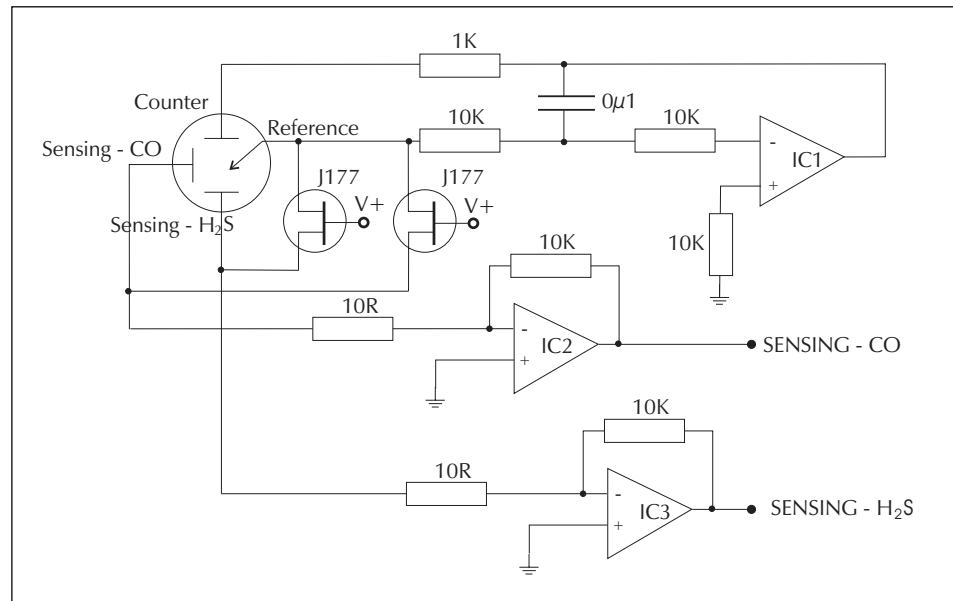 1K
Counter
0µ1
Reference
10K
10K
Sensing - CO
IC1
-
+
J177
J177
V+
V+
Sensing - H₂S
10K
10K
10R
-
IC2
+
SENSING - CO
10K
10R
-
IC3
+
SENSING - H₂S